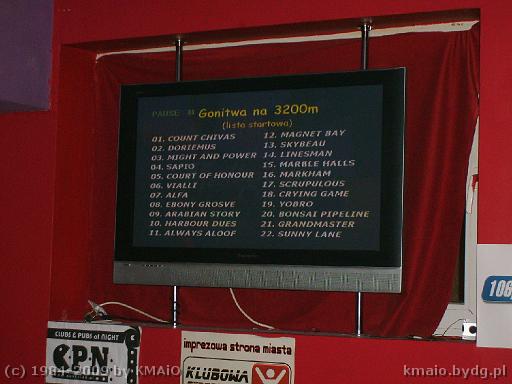 PAUSE II Gonitwa na 3200m
(lista startowa)
01. COUNT CHIVAS
02. DORIEMUS
03. MIGHT AND POWER
04. SAPIO
05. COURT OF HONOUR
06. VIALLI
07. ALFA
08. EBONY GROSVE
09. ARABIAN STORY
10. HARBOUR DUES
11. ALWAYS ALOOF
12. MAGNET BAY
13. SKYBEAU
14. LINESMAN
15. MARBLE HALLS
16. MARKHAM
17. SCRUPULOUS
18. CRYING GAME
19. YOBRO
20. BONSAI PIPELINE
21. GRANDMASTER
22. SUNNY LANE
106,
CLUBS & PUBS at NIGHT
C.P.N.
imprezowa strona miasta
KLUBOWA
(c) 1984-2009 by KMAiO
kmaio.bydg.pl